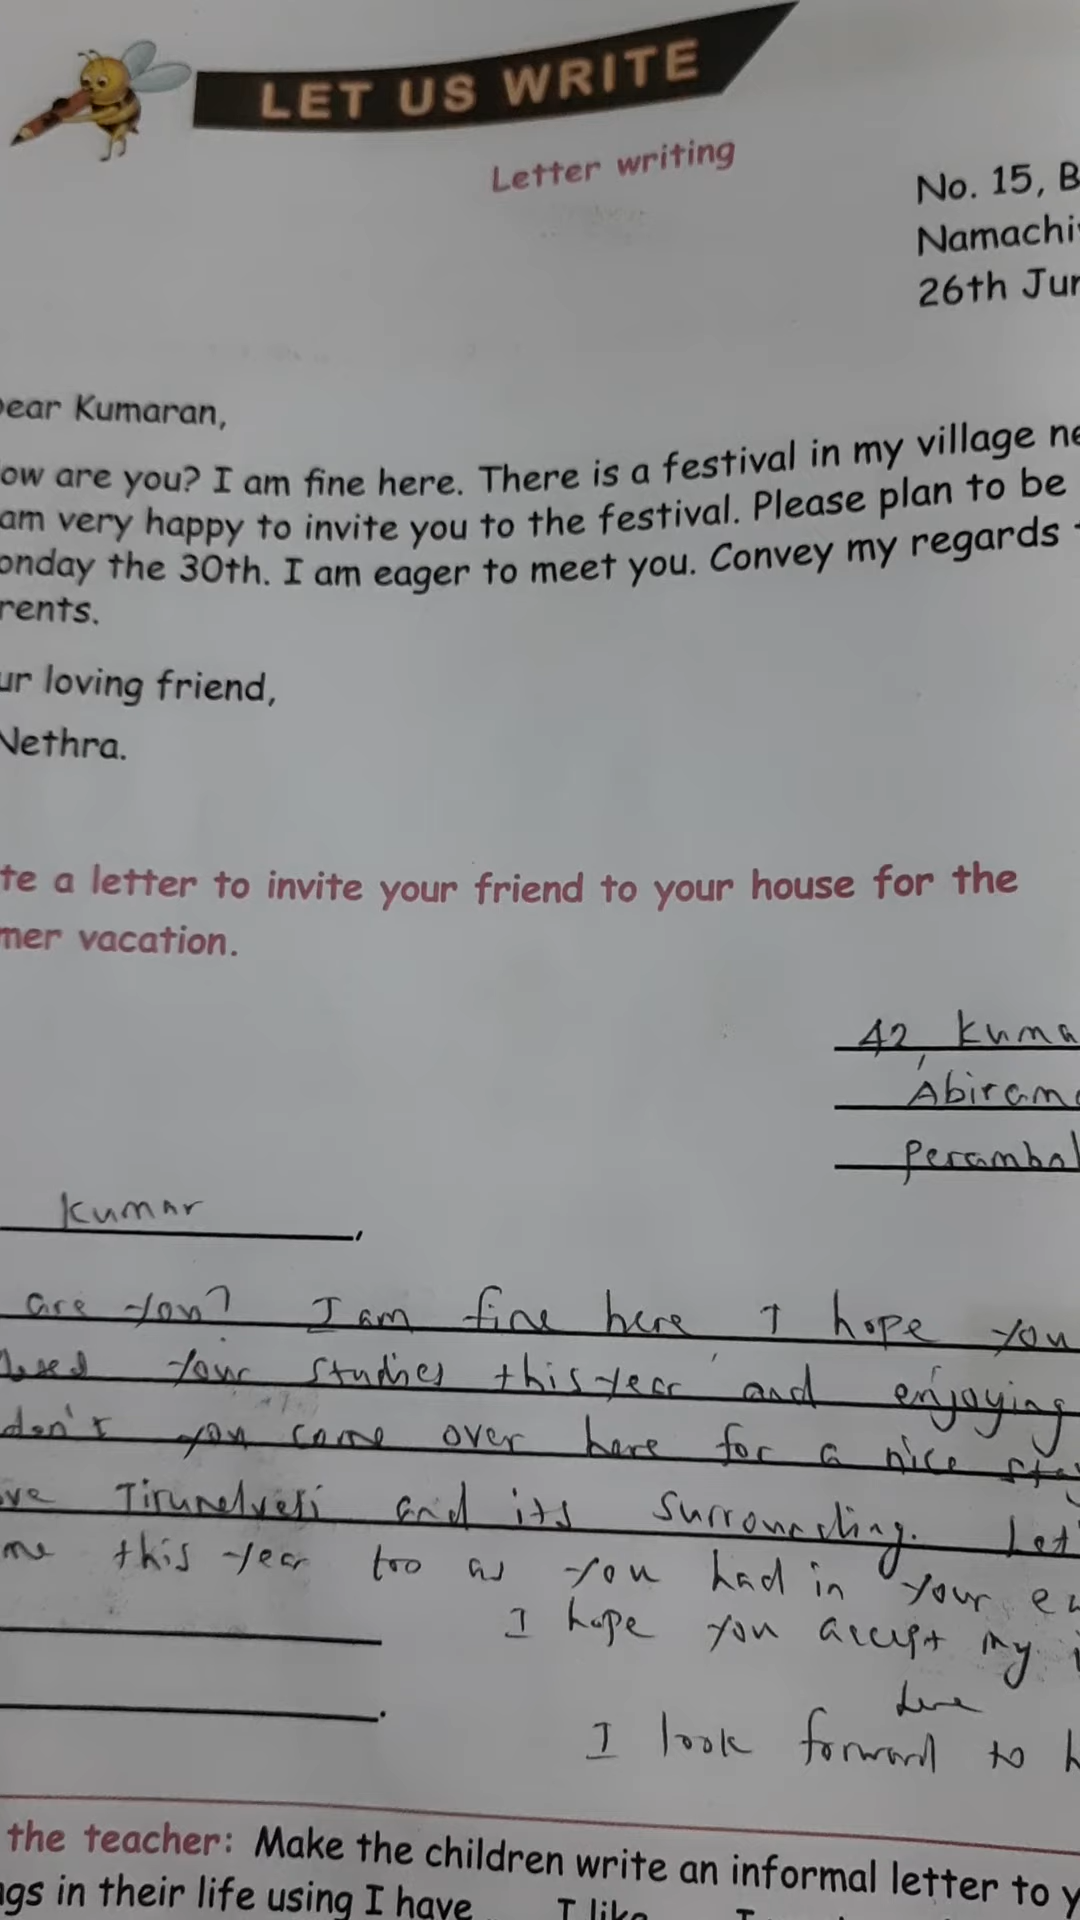 LET US WRITE
Letter writing
No. 15, B
Namachi
26th Jun
Dear Kumaran,
ow are you? I am fine here. There is a festival in my village ne
am very happy to invite you to the festival. Please plan to be
onday the 30th. I am eager to meet you. Convey my regards
rents.
ur loving friend,
Nethra.
te a letter to invite your friend to your house for the
mer vacation.
42, Kuma
Abiram
Perambal
Kumar
,
are you? I am fine here I hope you
your studies this year and enjoying
don't you come over here for a nice stay
ve Tirunelveli and its surrounding. Let
me this year too as you had in your ea
I hope you accept my i
I look forward to h
the teacher: Make the children write an informal letter to y
ngs in their life using I have I like